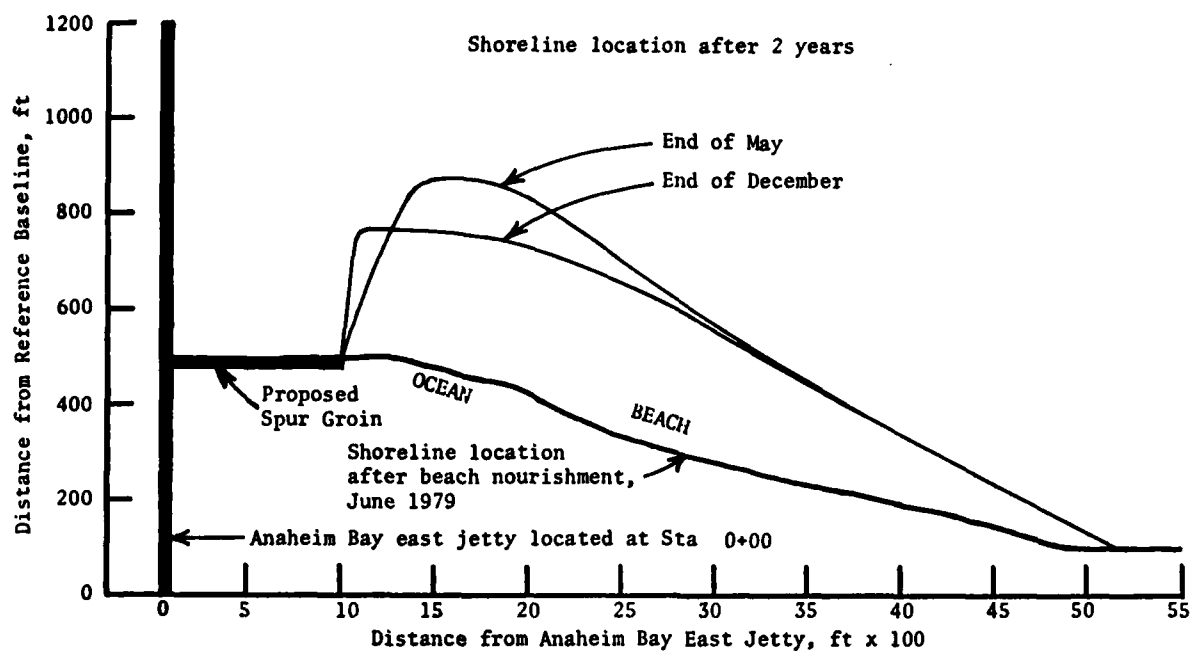 Shoreline location after 2 years
Distance from Reference Baseline, ft
1200
1000
800
600
400
200
0
End of May
End of December
Proposed
Spur Groin
OCEAN
BEACH
Shoreline location
after beach nourishment,
June 1979
Anaheim Bay east jetty located at Sta 0+00
0 5 10 15 20 25 30 35 40 45 50 55
Distance from Anaheim Bay East Jetty, ft x 100